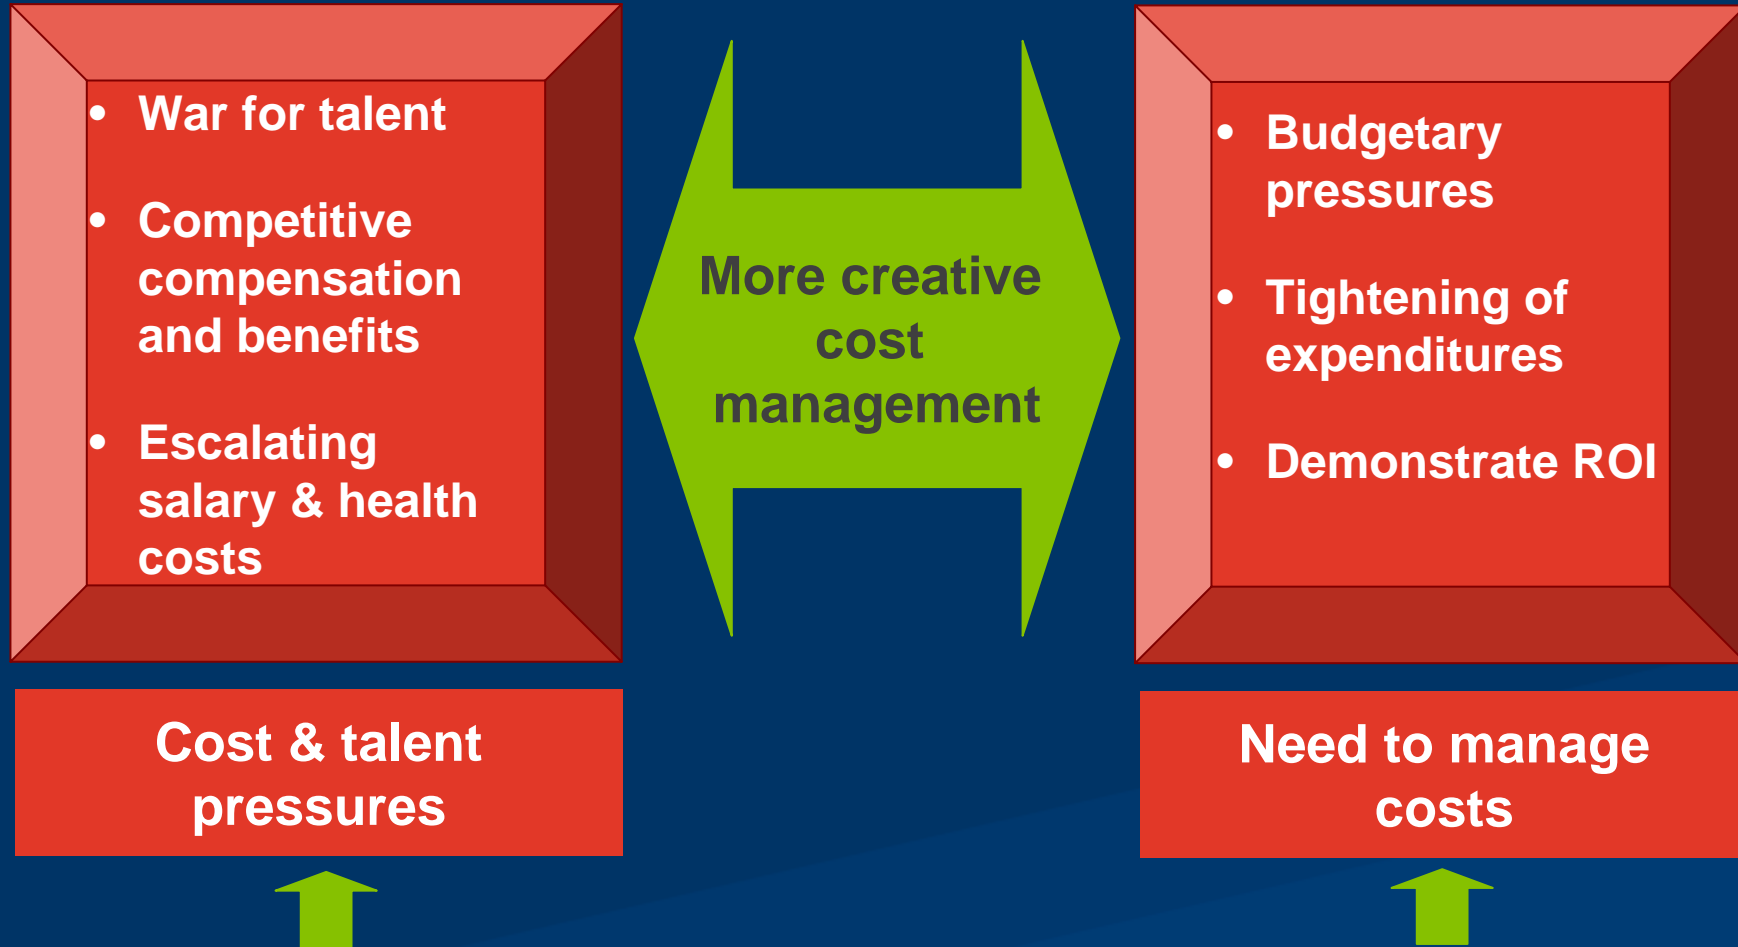 • War for talent
• Competitive
compensation
and benefits
• Escalating
salary & health
costs
More creative
cost
management
• Budgetary
pressures
• Tightening of
expenditures
• Demonstrate ROI
Cost & talent
pressures
Need to manage
costs